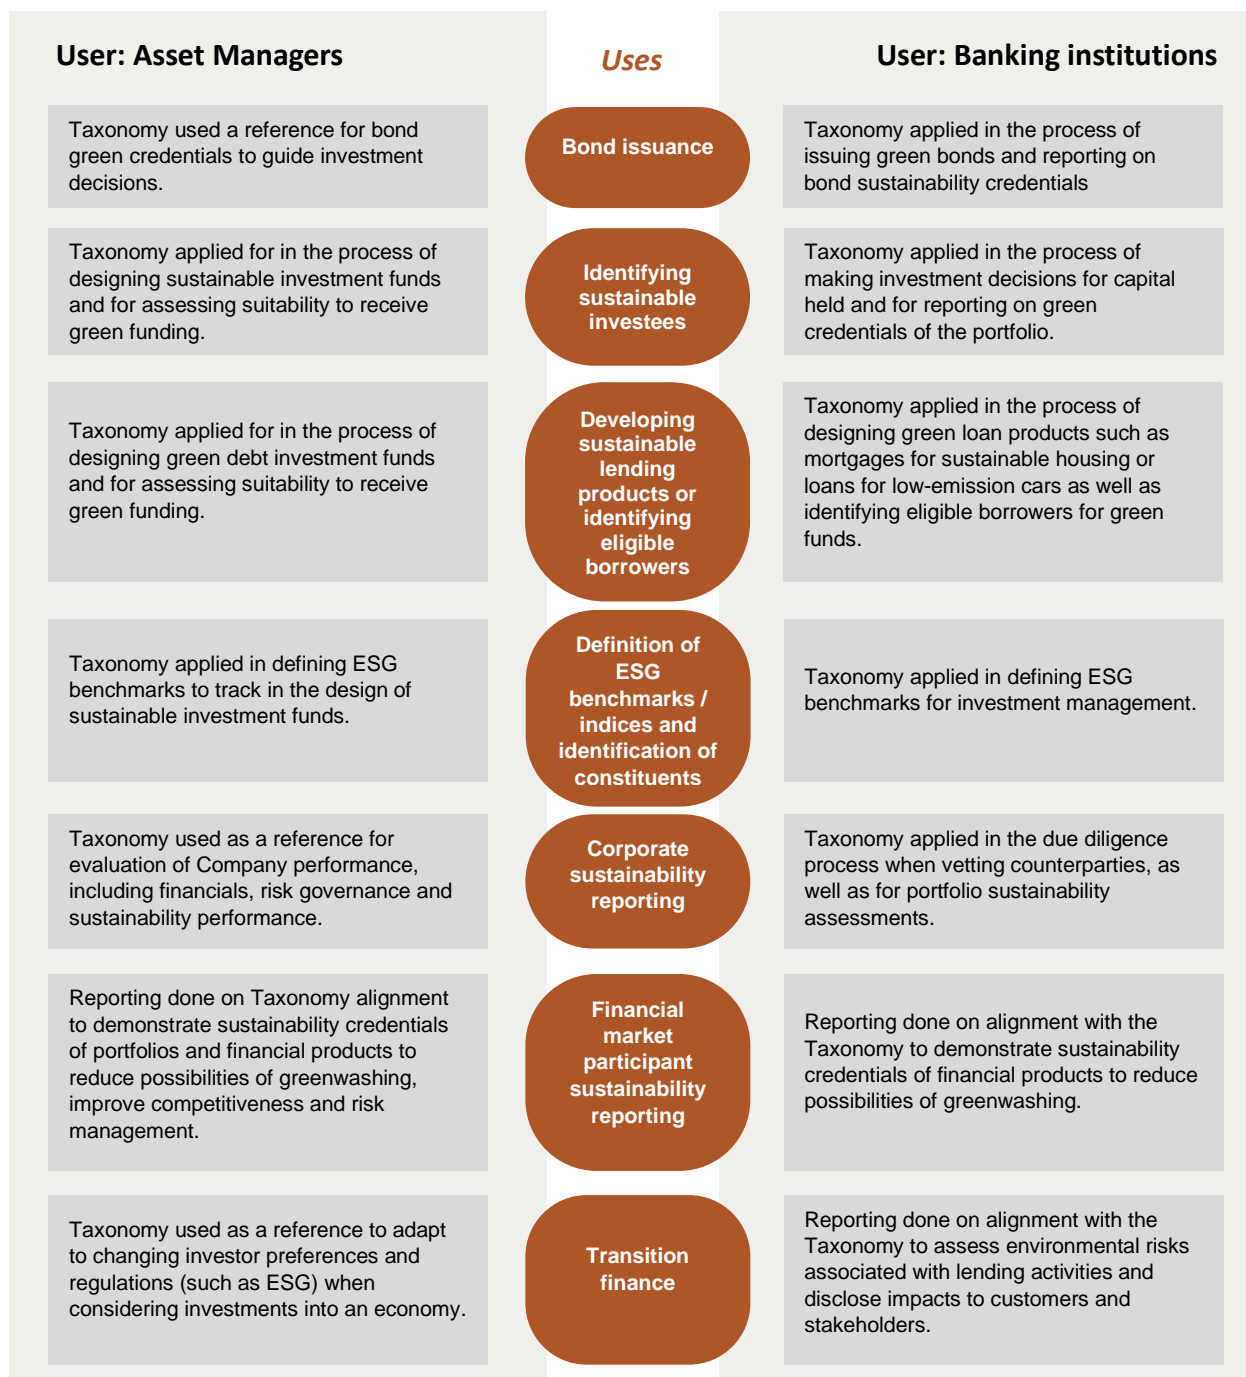 User: Asset Managers
Uses
User: Banking institutions
Taxonomy used a reference for bond
green credentials to guide investment
decisions.
Bond issuance
Taxonomy applied in the process of
issuing green bonds and reporting on
bond sustainability credentials
Taxonomy applied for in the process of
designing sustainable investment funds
and for assessing suitability to receive
green funding.
Identifying
sustainable
investees
Taxonomy applied in the process of
making investment decisions for capital
held and for reporting on green
credentials of the portfolio.
Taxonomy applied for in the process of
designing green debt investment funds
and for assessing suitability to receive
green funding.
Developing
sustainable
lending
products or
identifying
eligible
borrowers
Taxonomy applied in the process of
designing green loan products such as
mortgages for sustainable housing or
loans for low-emission cars as well as
identifying eligible borrowers for green
funds.
Taxonomy applied in defining ESG
benchmarks to track in the design of
sustainable investment funds.
Definition of
ESG
benchmarks /
indices and
identification of
constituents
Taxonomy applied in defining ESG
benchmarks for investment management.
Taxonomy used as a reference for
evaluation of Company performance,
including financials, risk governance and
sustainability performance.
Corporate
sustainability
reporting
Taxonomy applied in the due diligence
process when vetting counterparties, as
well as for portfolio sustainability
assessments.
Reporting done on Taxonomy alignment
to demonstrate sustainability credentials
of portfolios and financial products to
reduce possibilities of greenwashing,
improve competitiveness and risk
management.
Financial
market
participant
sustainability
reporting
Reporting done on alignment with the
Taxonomy to demonstrate sustainability
credentials of financial products to reduce
possibilities of greenwashing.
Taxonomy used as a reference to adapt
to changing investor preferences and
regulations (such as ESG) when
considering investments into an economy.
Transition
finance
Reporting done on alignment with the
Taxonomy to assess environmental risks
associated with lending activities and
disclose impacts to customers and
stakeholders.